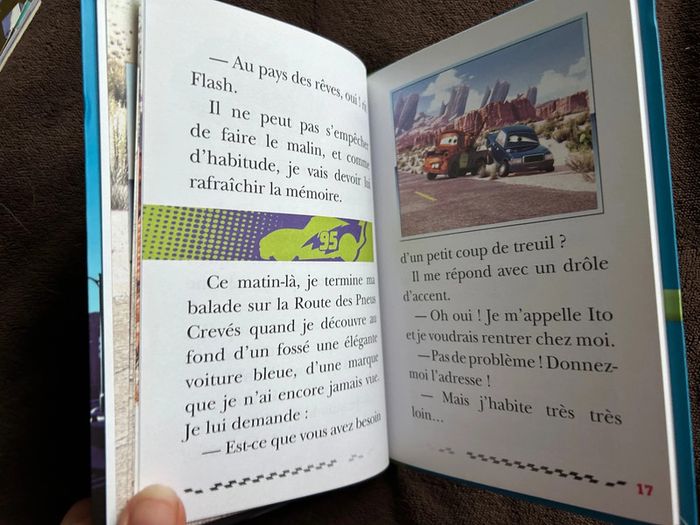 — Au pays des rêves, oui !
Flash.
Il ne peut pas s'empêcher
de faire le malin, et comme
d'habitude, je vais devoir lui
rafraîchir la mémoire.
95
Ce matin-là, je termine ma
balade sur la Route des Pneus
Crevés quand je découvre au
fond d'un fossé une élégante
voiture bleue, d'une marque
que je n'ai encore jamais vue.
Je lui demande :
— Est-ce que vous avez besoin
d'un petit coup de treuil ?
Il me répond avec un drôle
d'accent.
— Oh oui ! Je m'appelle Ito
et je voudrais rentrer chez moi.
— Pas de problème ! Donnez-
moi l'adresse !
— Mais j'habite très très
loin...
17